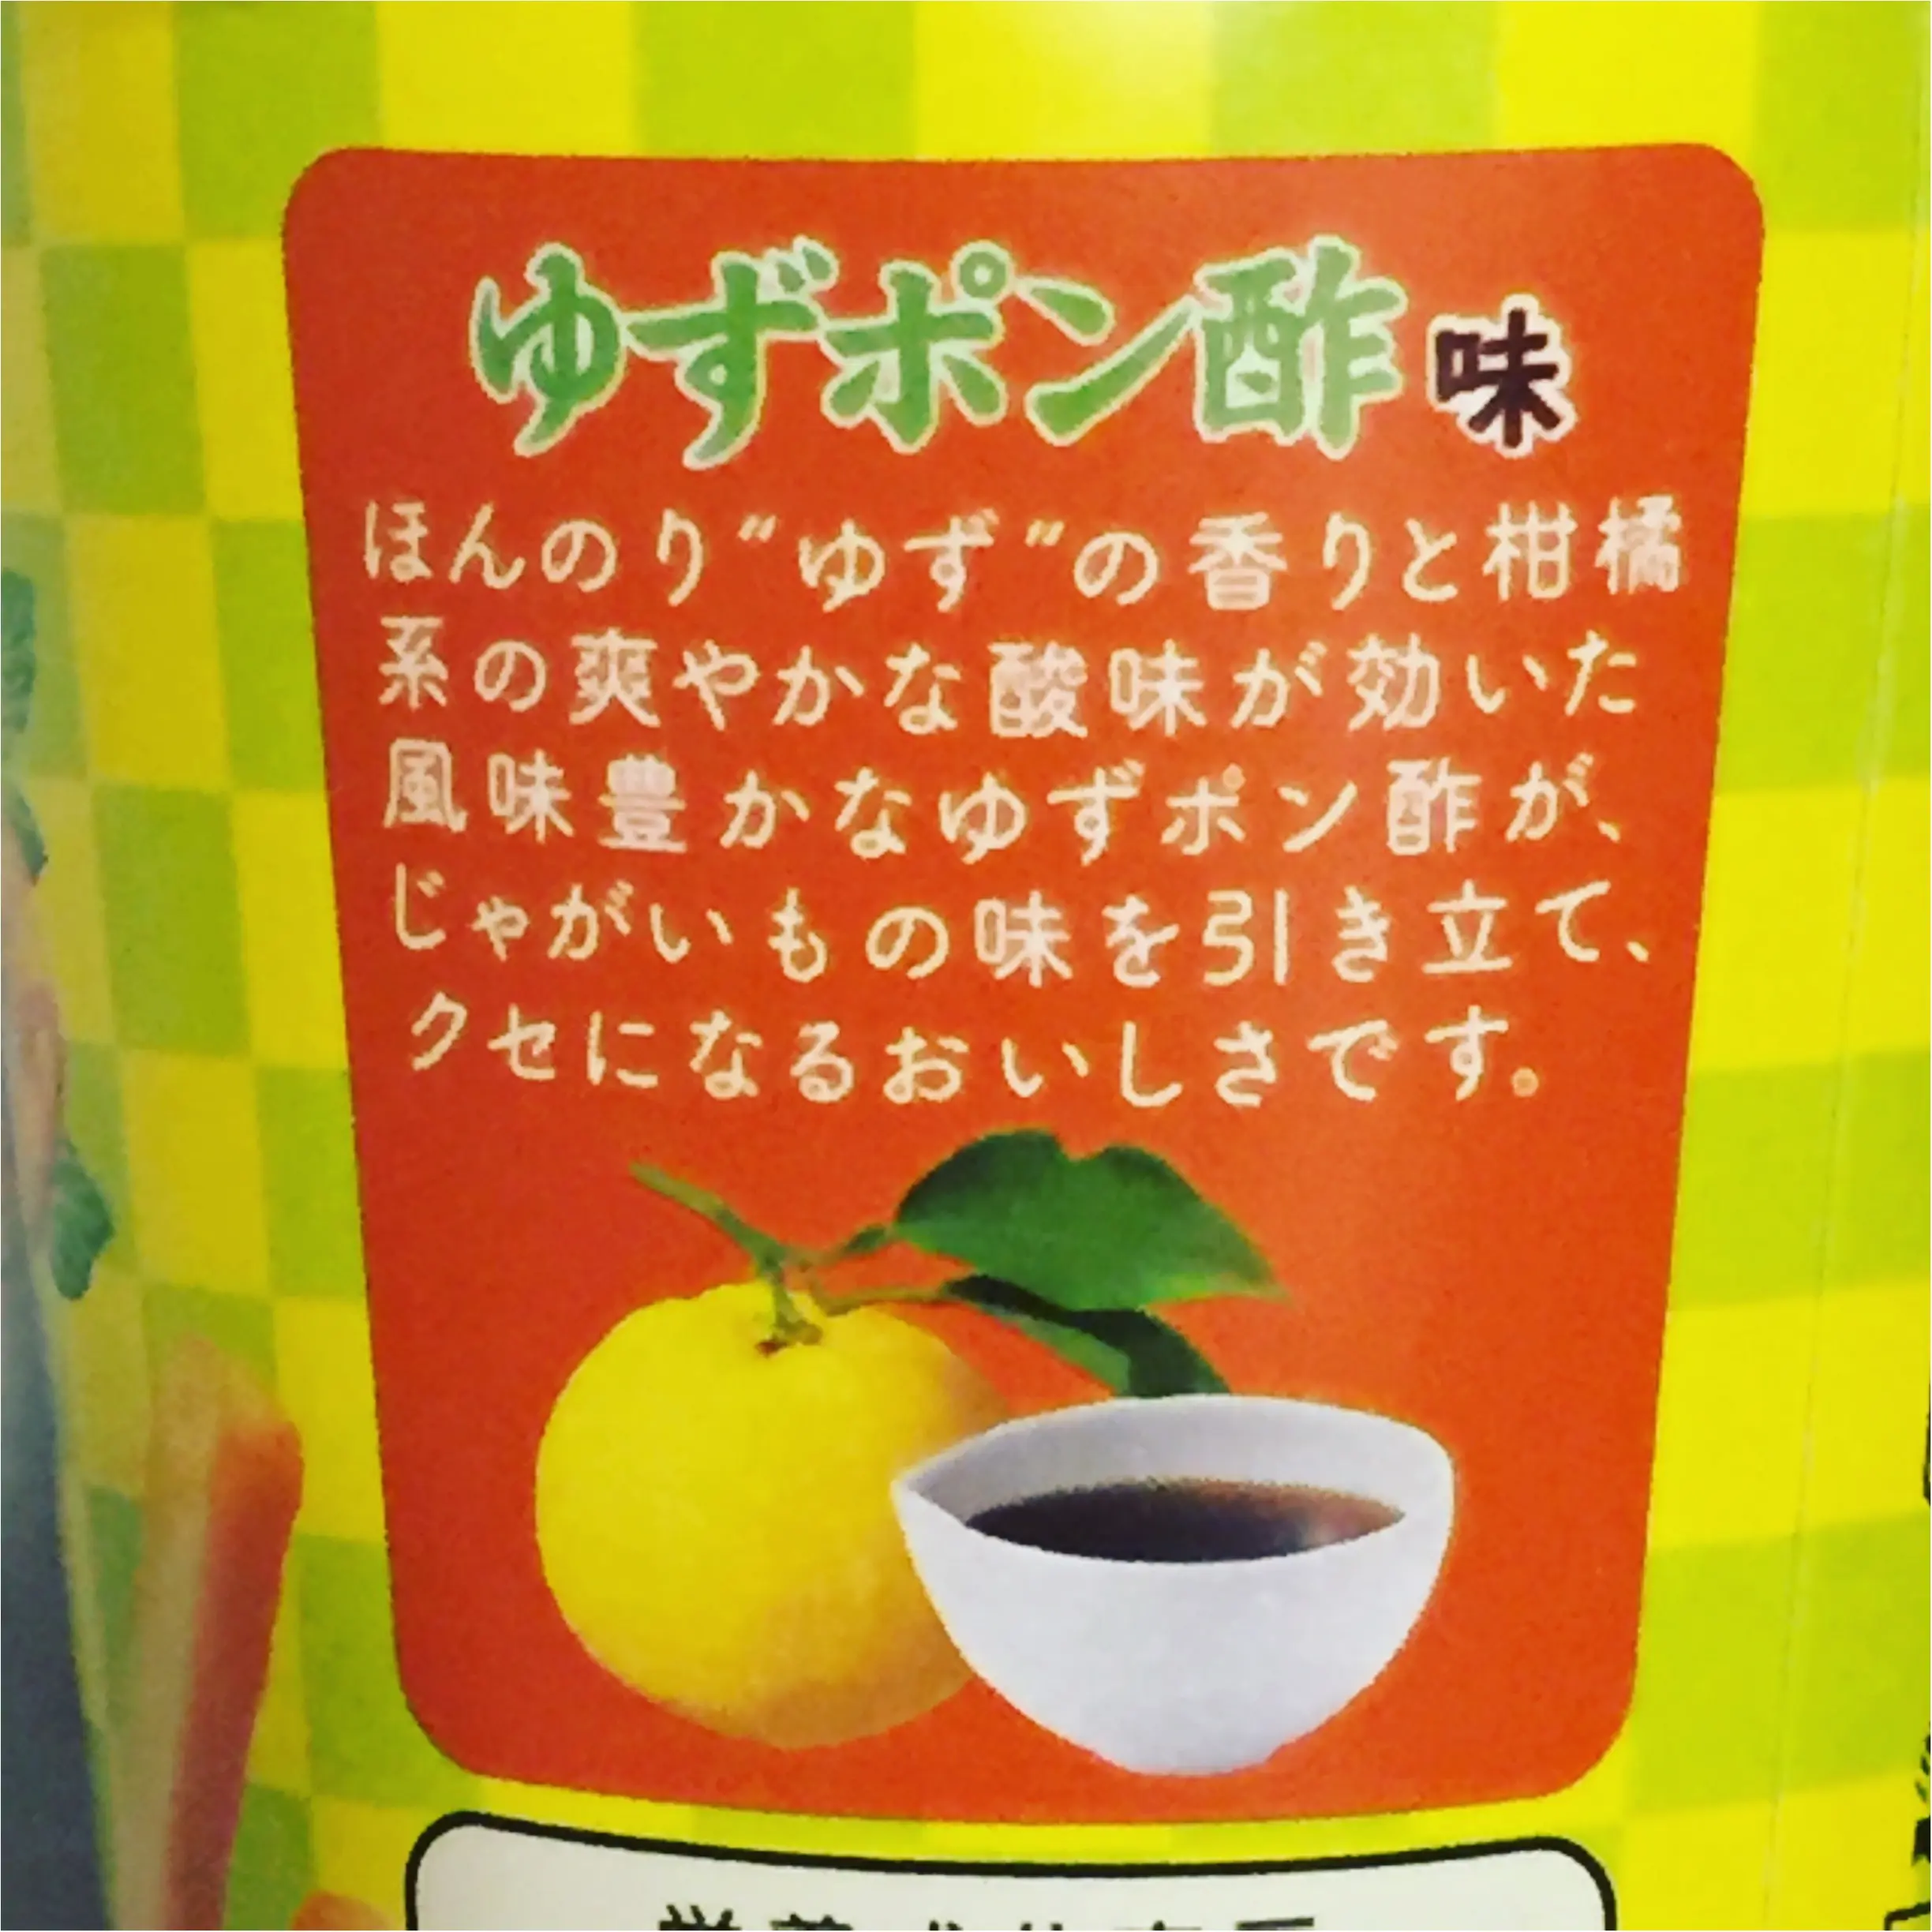 ゆずポン酢味
ほんのり“ゆず”の香りと柑橘
系の爽やかな酸味が効いた
風味豊かなゆずポン酢が、
じゃがいもの味を引き立て、
クセになるおいしさです。